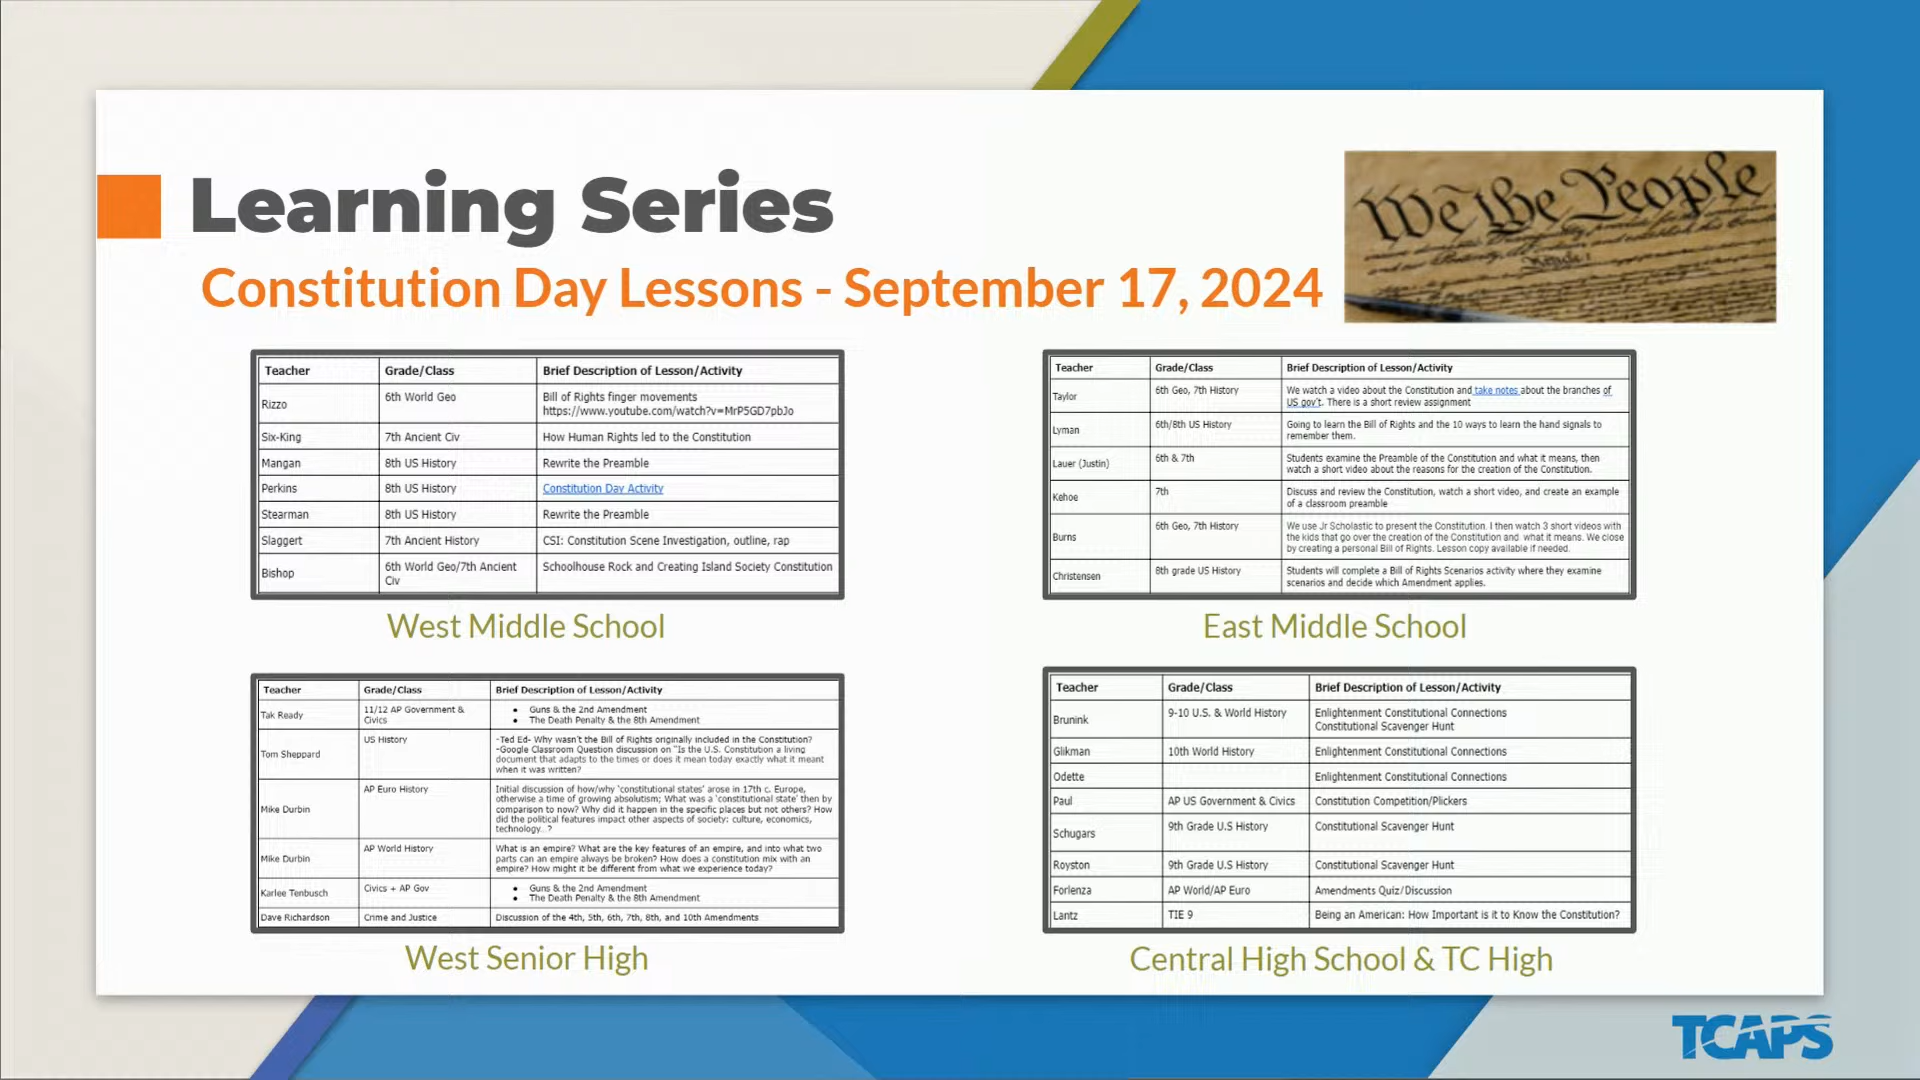 Learning Series
Constitution Day Lessons - September 17, 2024
We the People
Teacher Grade/Class Brief Description of Lesson/Activity
Rizzo 6th World Geo Bill of Rights finger movements
https://www.youtube.com/watch?v=MrP5GD7pbJo
Six-King 7th Ancient Civ How Human Rights led to the Constitution
Mangan 8th US History Rewrite the Preamble
Perkins 8th US History Constitution Day Activity
Stearman 8th US History Rewrite the Preamble
Slaggert 7th Ancient History CSI: Constitution Scene Investigation, outline, rap
Bishop 6th World Geo/7th Ancient Schoolhouse Rock and Creating Island Society Constitution
Civ
West Middle School
Teacher Grade/Class Brief Description of Lesson/Activity
Taylor 6th Geo, 7th History We watch a video about the Constitution and take notes about the branches of
US gov't. There is a short review assignment
Lyman 6th/8th US History Going to learn the Bill of Rights and the 10 ways to learn the hand signals to
remember them.
Lauer (Justin) 6th & 7th Students examine the Preamble of the Constitution and what it means, then
watch a short video about the reasons for the creation of the Constitution.
Kehoe 7th Discuss and review the Constitution, watch a short video, and create an example
of a classroom preamble
Burns 6th Geo, 7th History We use Jr Scholastic to present the Constitution. I then watch 3 short videos with
the kids that go over the creation of the Constitution and what it means. We close
by creating a personal Bill of Rights. Lesson copy available if needed.
Christensen 8th grade US History Students will complete a Bill of Rights Scenarios activity where they examine
scenarios and decide which Amendment applies.
East Middle School
Teacher Grade/Class Brief Description of Lesson/Activity
Tak Ready 11/12 AP Government & • Guns & the 2nd Amendment
Civics • The Death Penalty & the 8th Amendment
Tom Sheppard US History -Ted Ed- Why wasn't the Bill of Rights originally included in the Constitution?
-Google Classroom Question discussion on "Is the U.S. Constitution a living
document that adapts to the times or does it mean today exactly what it meant
when it was written?
Mike Durbin AP Euro History Initial discussion of how/why 'constitutional states' arose in 17th c. Europe,
otherwise a time of growing absolutism; What was a 'constitutional state' then by
comparison to now? Why did it happen in the specific places but not others? How
did the political features impact other aspects of society: culture, economics,
technology...?
Mike Durbin AP World History What is an empire? What are the key features of an empire, and into what two
parts can an empire always be broken? How does a constitution mix with an
empire? How might it be different from what we experience today?
Karlee Tenbusch Civics + AP Gov • Guns & the 2nd Amendment
• The Death Penalty & the 8th Amendment
Dave Richardson Crime and Justice Discussion of the 4th, 5th, 6th, 7th, 8th, and 10th Amendments
West Senior High
Teacher Grade/Class Brief Description of Lesson/Activity
Brunink 9-10 U.S. & World History Enlightenment Constitutional Connections
Constitutional Scavenger Hunt
Glikman 10th World History Enlightenment Constitutional Connections
Odette Enlightenment Constitutional Connections
Paul AP US Government & Civics Constitution Competition/Plickers
Schugars 9th Grade U.S History Constitutional Scavenger Hunt
Royston 9th Grade U.S History Constitutional Scavenger Hunt
Forlenza AP World/AP Euro Amendments Quiz/Discussion
Lantz TIE 9 Being an American: How Important is it to Know the Constitution?
Central High School & TC High
TCAPS